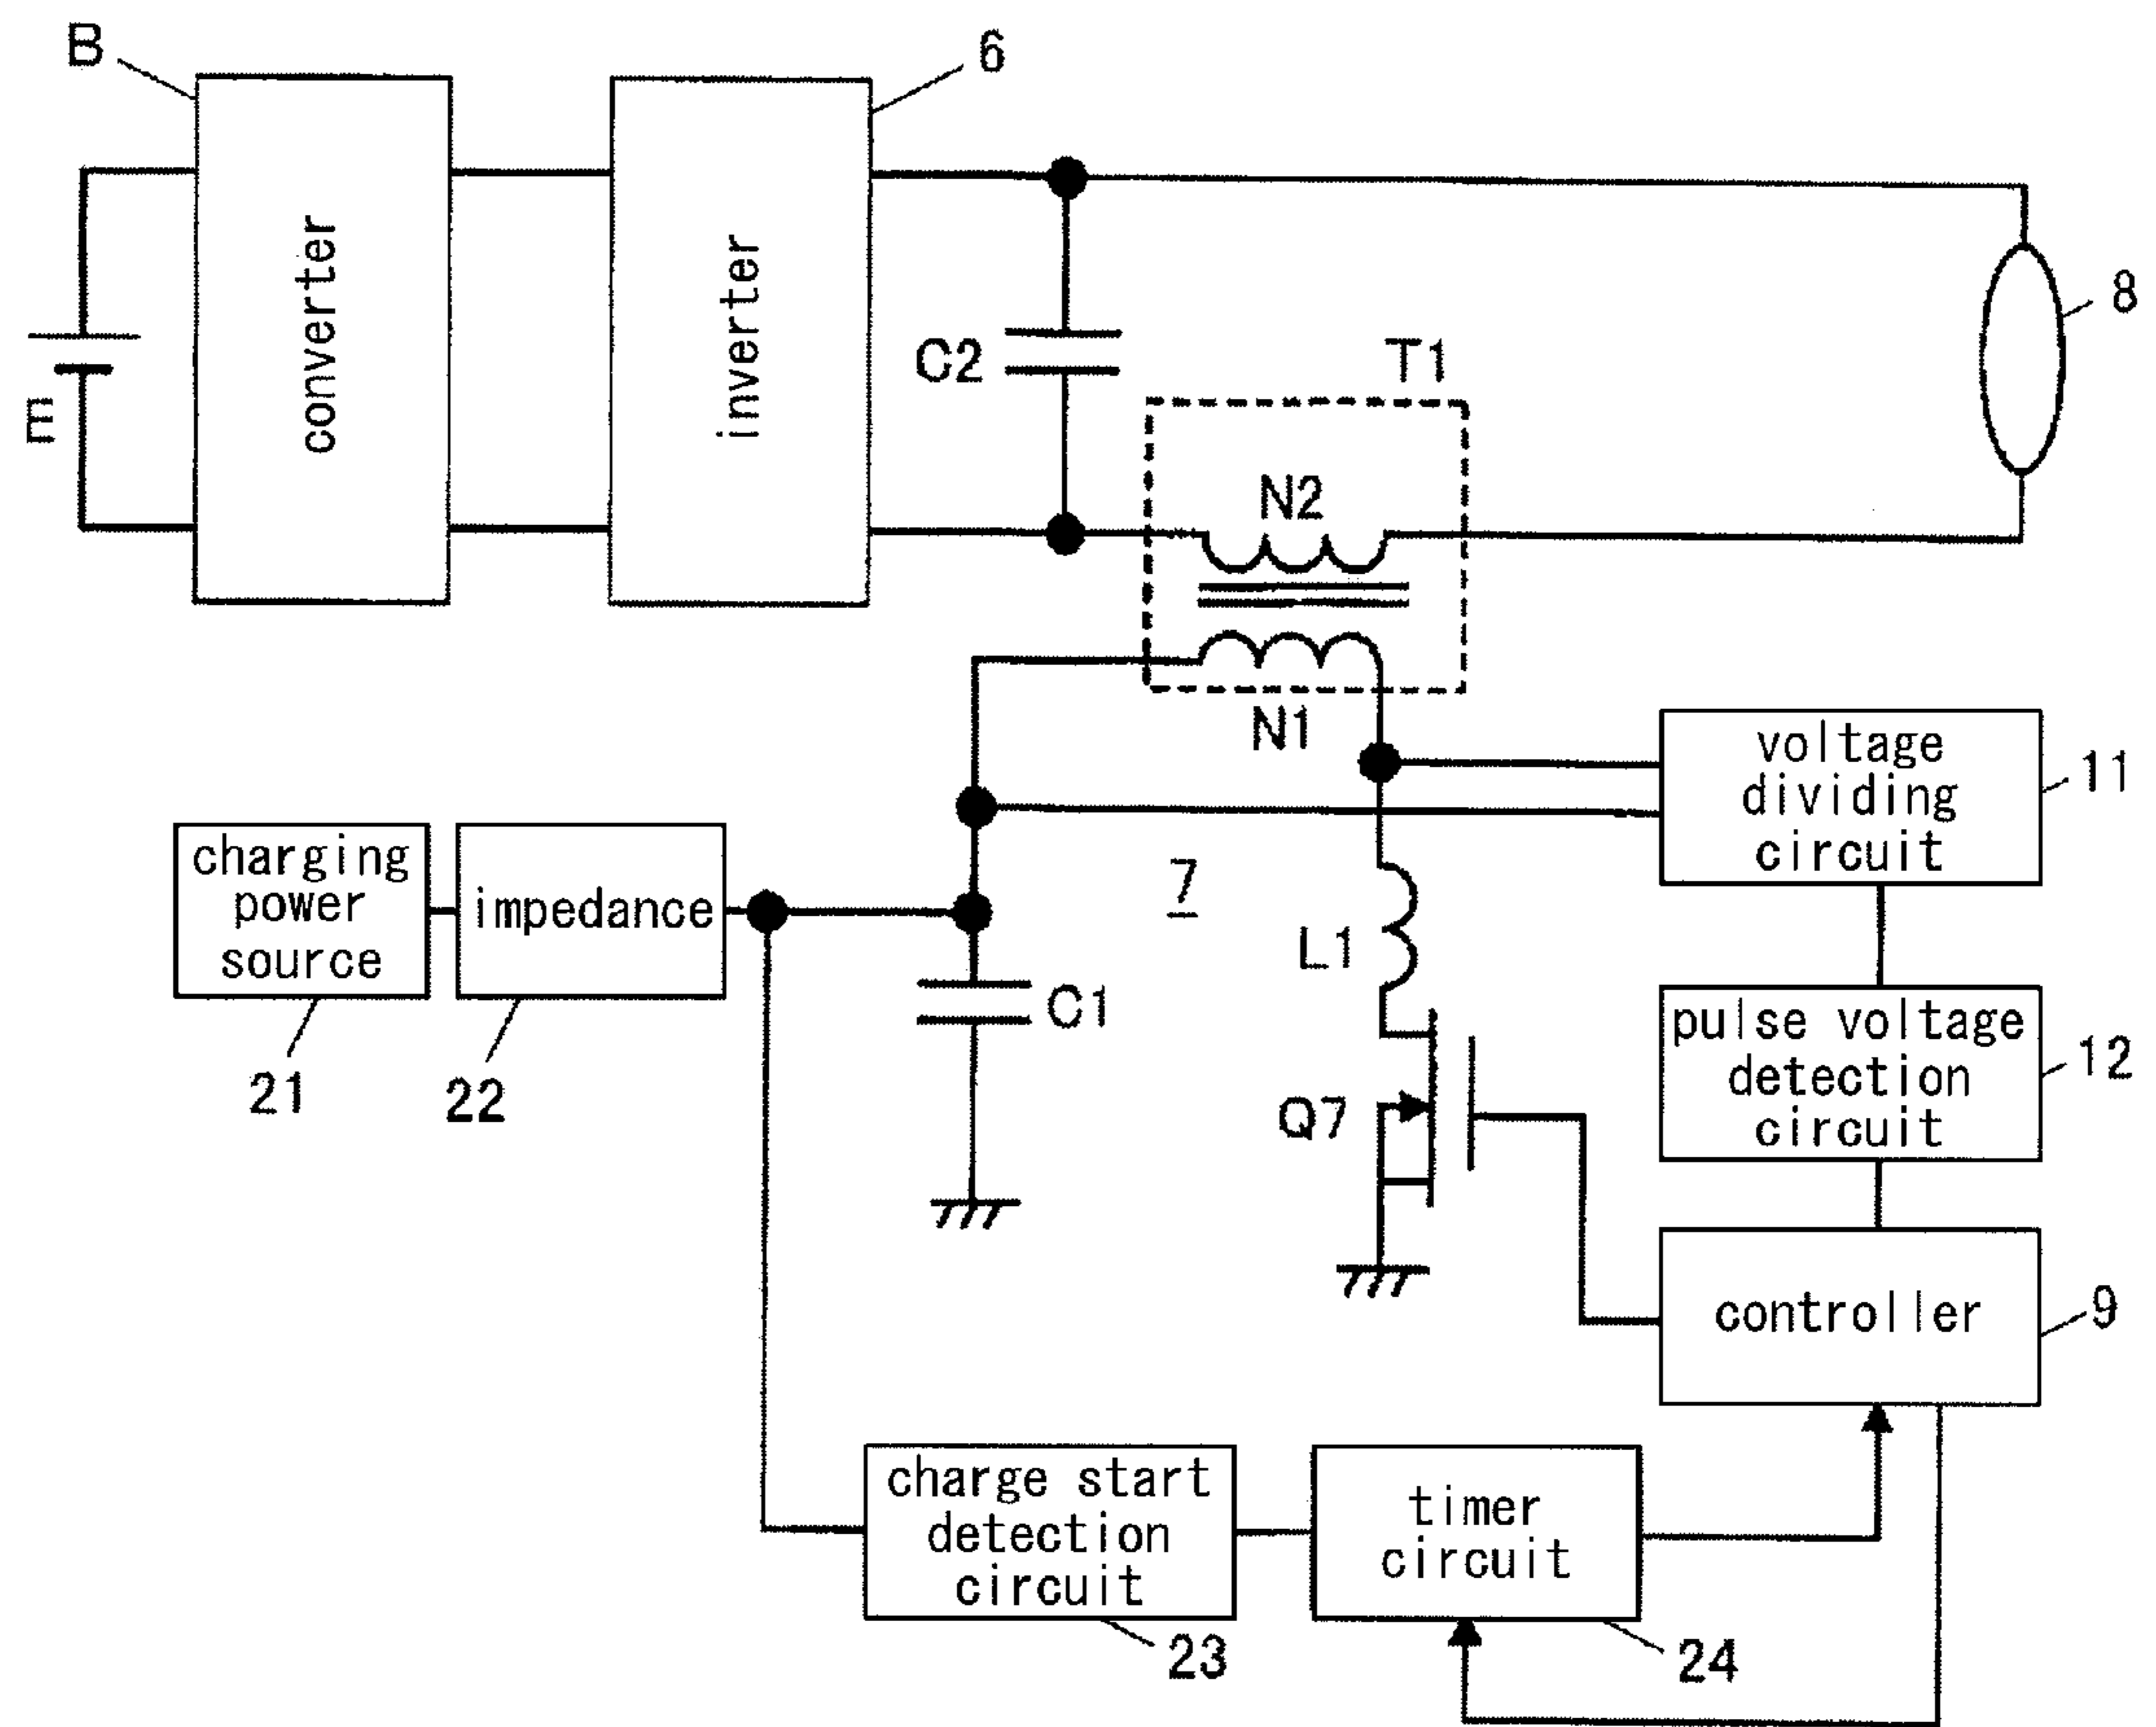 B
6
converter
inverter
E
C2
T1
8
N2
N1
voltage
dividing
circuit
11
charging
power
source
impedance
7
L1
C1
21
22
pulse voltage
detection
circuit
12
Q7
controller
9
charge start
detection
circuit
timer
circuit
23
24